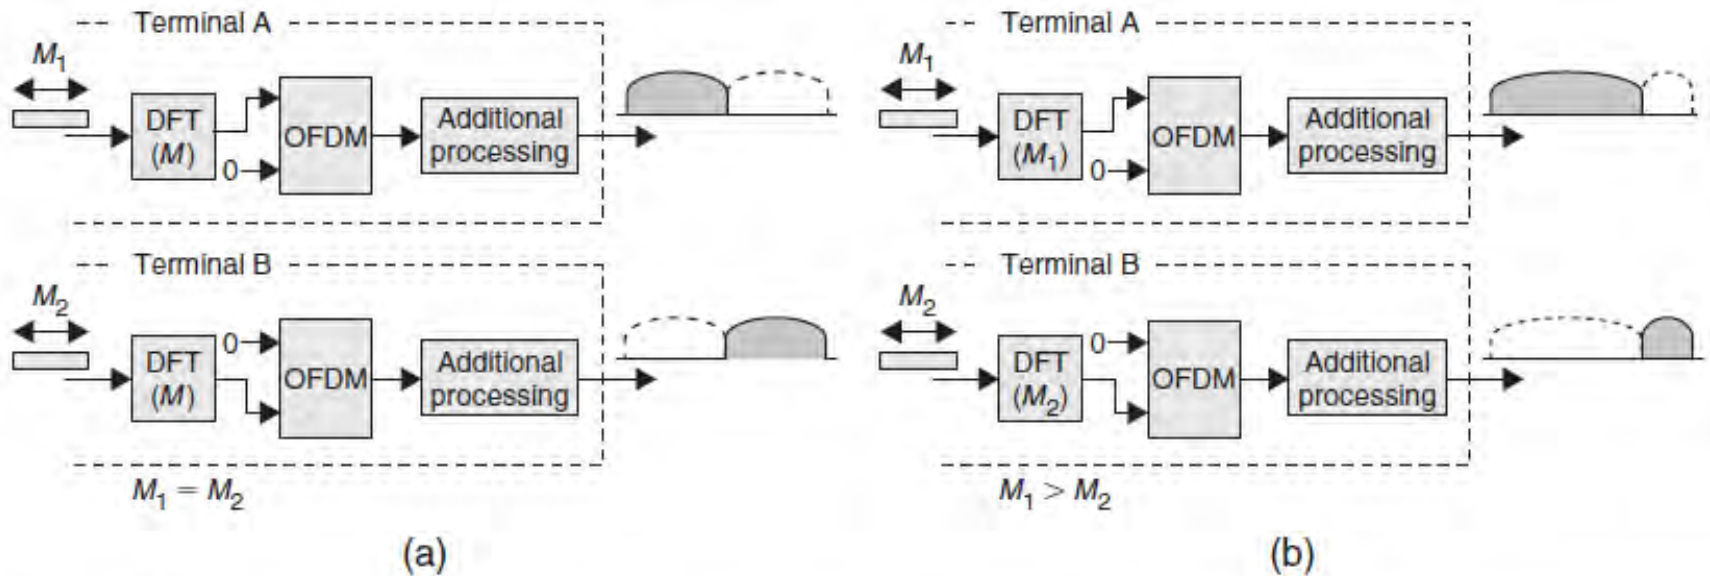 Terminal A
M₁
DFT
(M)
0
OFDM
Additional
processing
Terminal B
M₂
DFT
(M)
0
OFDM
Additional
processing
M₁ = M₂
(a)
Terminal A
M₁
DFT
(M₁)
0
OFDM
Additional
processing
Terminal B
M₂
DFT
(M₂)
0
OFDM
Additional
processing
M₁ > M₂
(b)